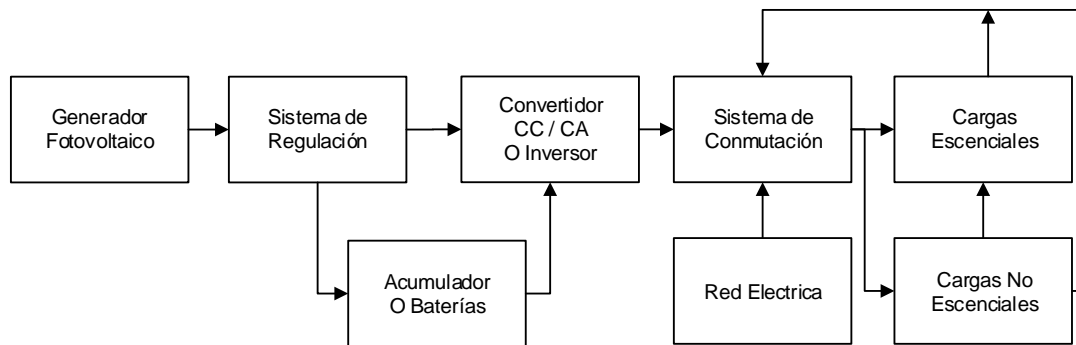 Generador
Fotovoltaico
Sistema de
Regulación
Convertidor
CC / CA
O Inversor
Sistema de
Conmutación
Cargas
Escenciales
Acumulador
O Baterías
Red Electrica
Cargas No
Escenciales